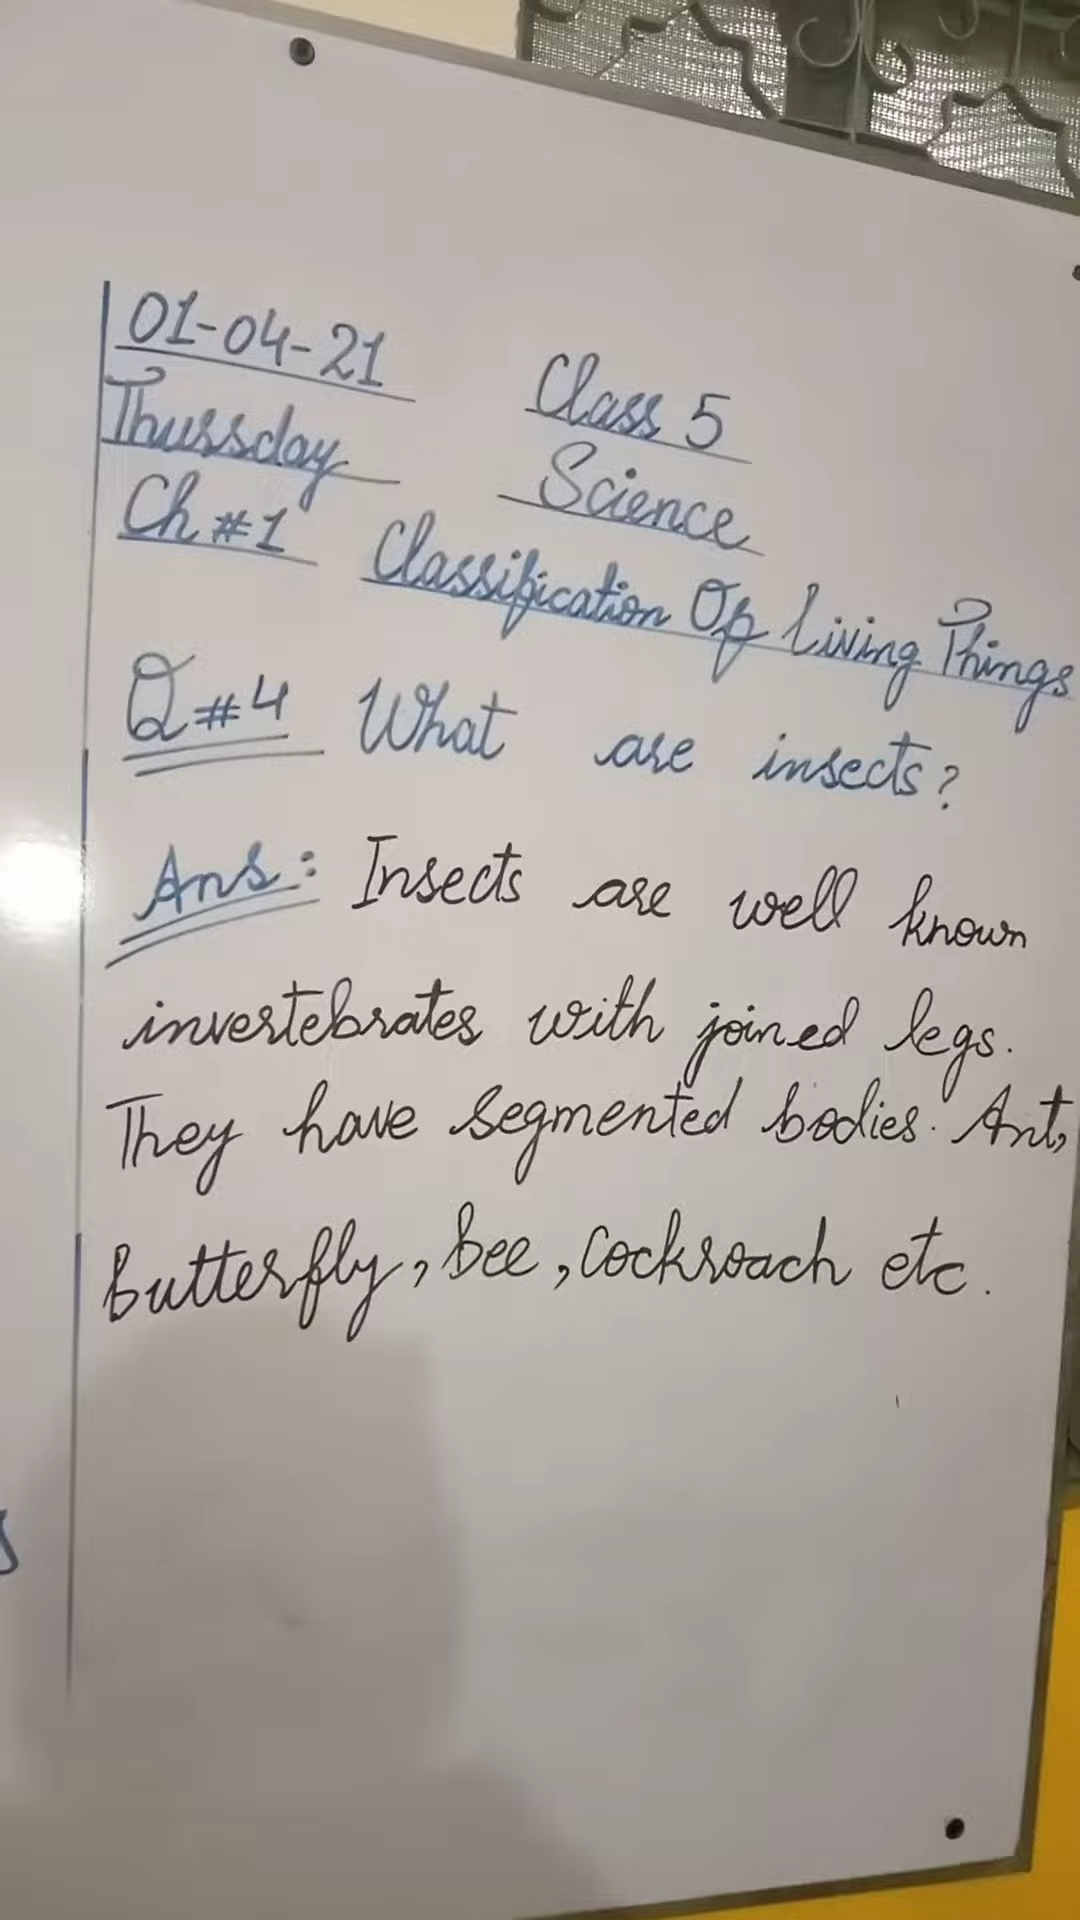 01-04-21
Class 5
Thursday
Science
Ch #1 Classification Of Living Things
Q #4 What are insects?
Ans: Insects are well known
invertebrates with joined legs.
They have segmented bodies. Ant,
Butterfly, Bee, Cockroach etc.